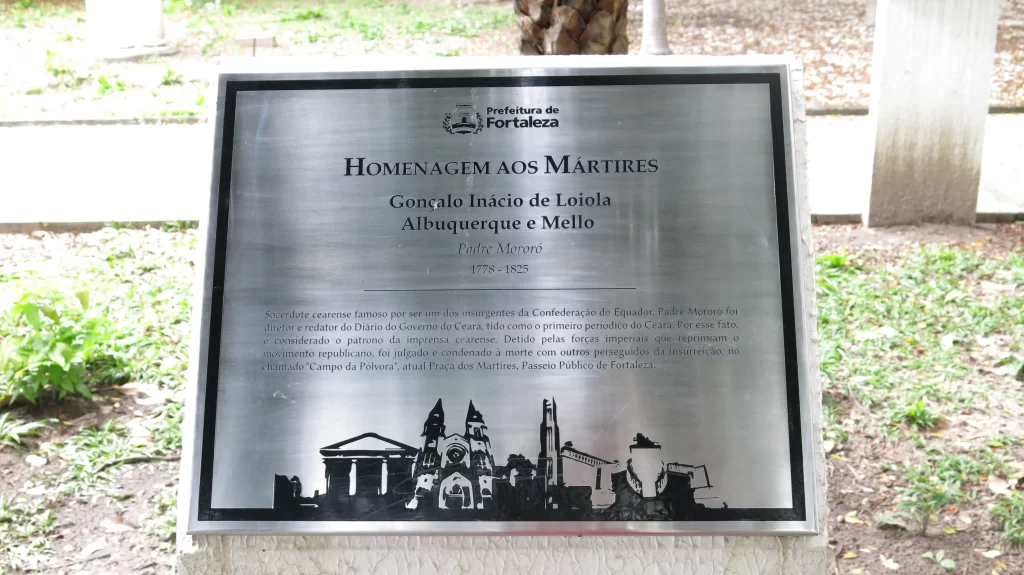 Prefeitura de
Fortaleza
HOMENAGEM AOS MÁRTIRES
Gonçalo Inácio de Loiola
Albuquerque e Mello
Padre Mororó
1778 - 1825
Sacerdote cearense famoso por ser um dos insurgentes da Confederação do Equador, Padre Mororó foi
diretor e redator do Diário do Governo do Ceará, tido como o primeiro periódico do Ceará. Por esse fato,
é considerado o patrono da imprensa cearense. Detido pelas forças imperiais que reprimiam o
movimento republicano, foi julgado e condenado à morte com outros perseguidos da insurreição, no
chamado "Campo da Pólvora", atual Praça dos Mártires, Passeio Público de Fortaleza.